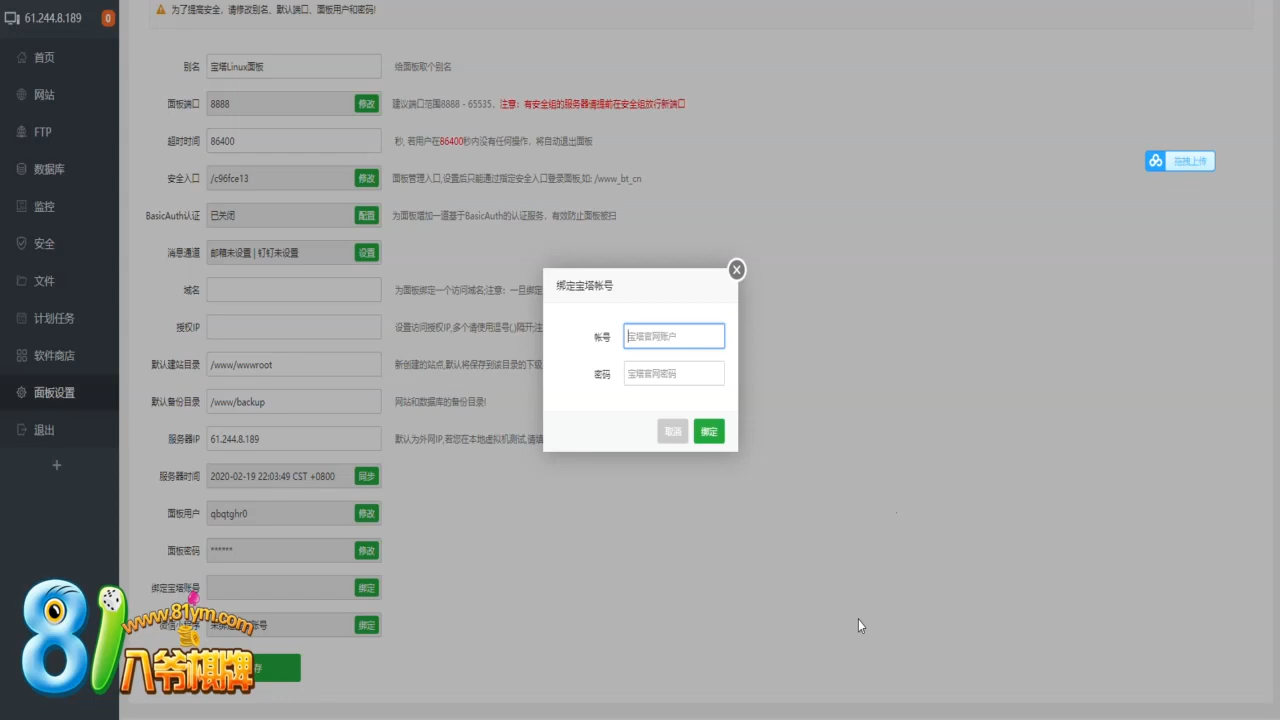 61.244.8.189
0
为了提高安全，请修改别名、默认端口、面板用户和密码!
首页
网站
FTP
数据库
监控
安全
文件
计划任务
软件商店
面板设置
退出
别名 宝塔Linux面板 给面板取个别名
面板端口 8888 修改 建议端口范围8888 - 65535，注意：有安全组的服务器请提前在安全组放行新端口
超时时间 86400 秒, 若用户在86400秒内没有任何操作，将自动退出面板
安全入口 /c96fce13 修改 面板管理入口,设置后只能通过指定安全入口登录面板,如: /www_bt_cn
BasicAuth认证 已关闭 配置 为面板增加一道基于BasicAuth的认证服务，有效防止面板被扫
消息通道 邮箱未设置 | 钉钉未设置 设置
域名 为面板绑定一个访问域名;注意：一旦绑定
授权IP 设置访问授权IP,多个请使用逗号(,)隔开;注
默认建站目录 /www/wwwroot 新创建的站点,默认将保存到该目录的下级
默认备份目录 /www/backup 网站和数据库的备份目录!
服务器IP 61.244.8.189 默认为外网IP,若您在本地虚拟机测试,请填
服务器时间 2020-02-19 22:03:49 CST +0800 同步
面板用户 qbqtghr0 修改
面板密码 ****** 修改
绑定宝塔账号 绑定
绑定
拖拽上传
绑定宝塔帐号
帐号 宝塔官网账户
密码 宝塔官网密码
取消 绑定
81
www.81ym.com
八爷棋牌